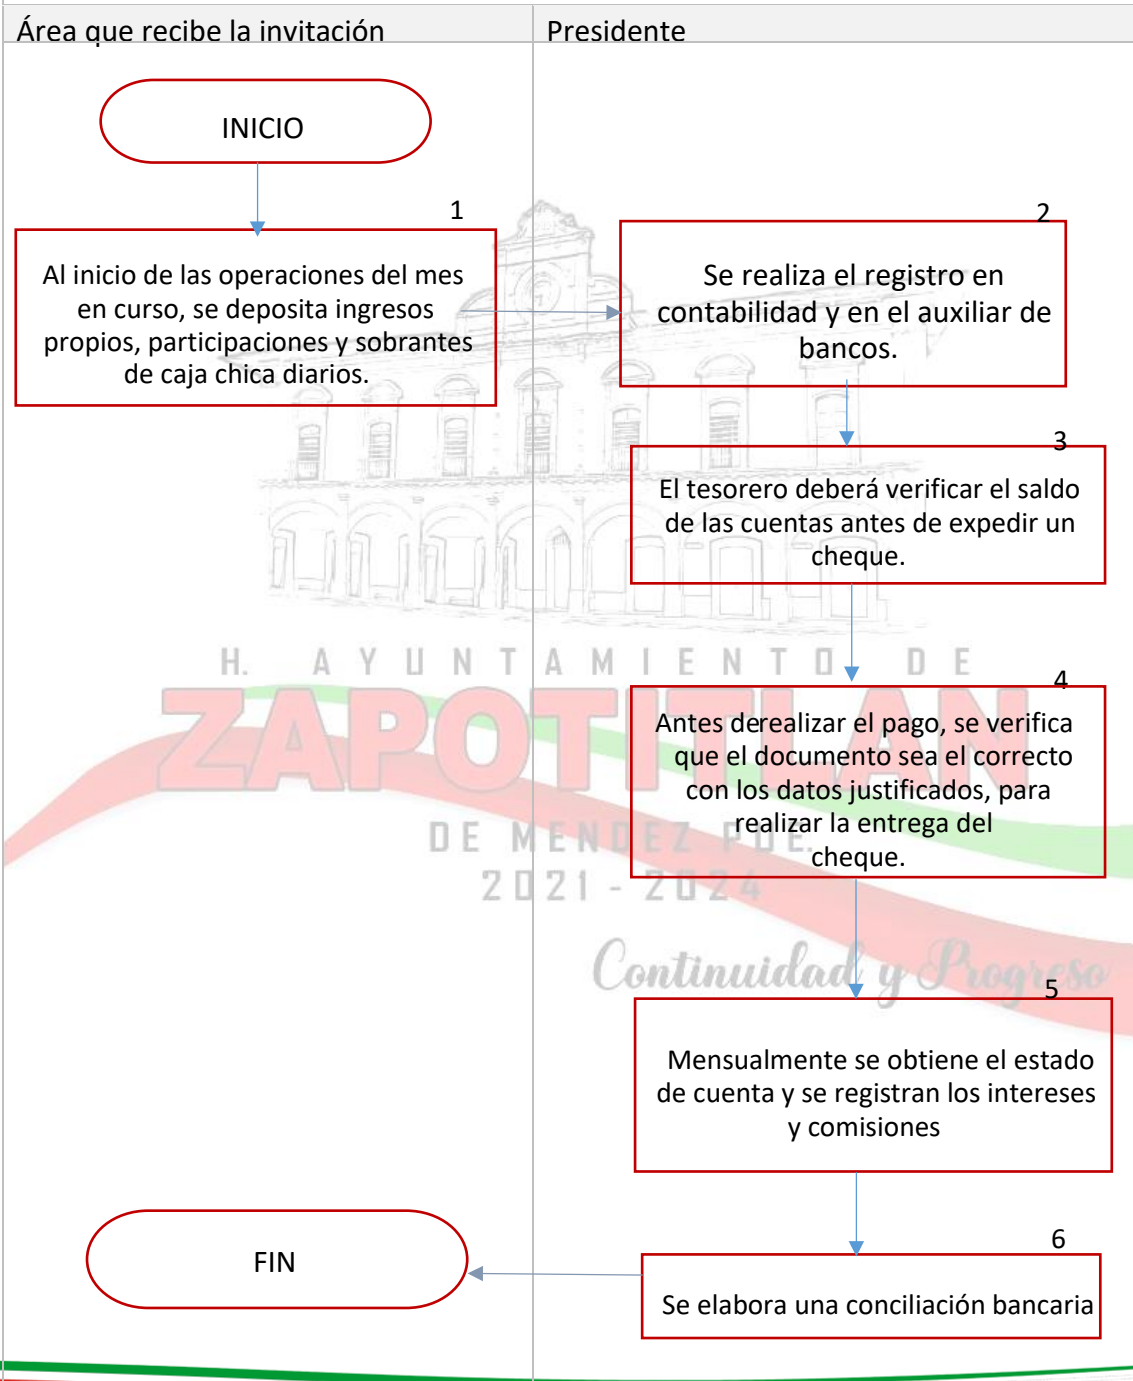 Área que recibe la invitación
Presidente
INICIO
1
Al inicio de las operaciones del mes
en curso, se deposita ingresos
propios, participaciones y sobrantes
de caja chica diarios.
2
Se realiza el registro en
contabilidad y en el auxiliar de
bancos.
3
El tesorero deberá verificar el saldo
de las cuentas antes de expedir un
cheque.
H. AYUNTAMIENTO DE
ZAPOTITLAN
DE MENDEZ PUE.
2021 - 2024
Continuidad y Progreso
4
Antes derealizar el pago, se verifica
que el documento sea el correcto
con los datos justificados, para
realizar la entrega del
cheque.
5
Mensualmente se obtiene el estado
de cuenta y se registran los intereses
y comisiones
6
Se elabora una conciliación bancaria
FIN